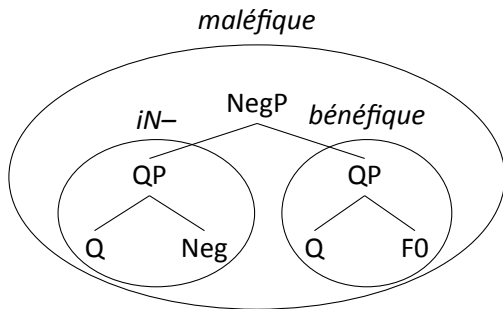 maléfique
NegP
iN– bénéfique
QP QP
Q Neg Q F0